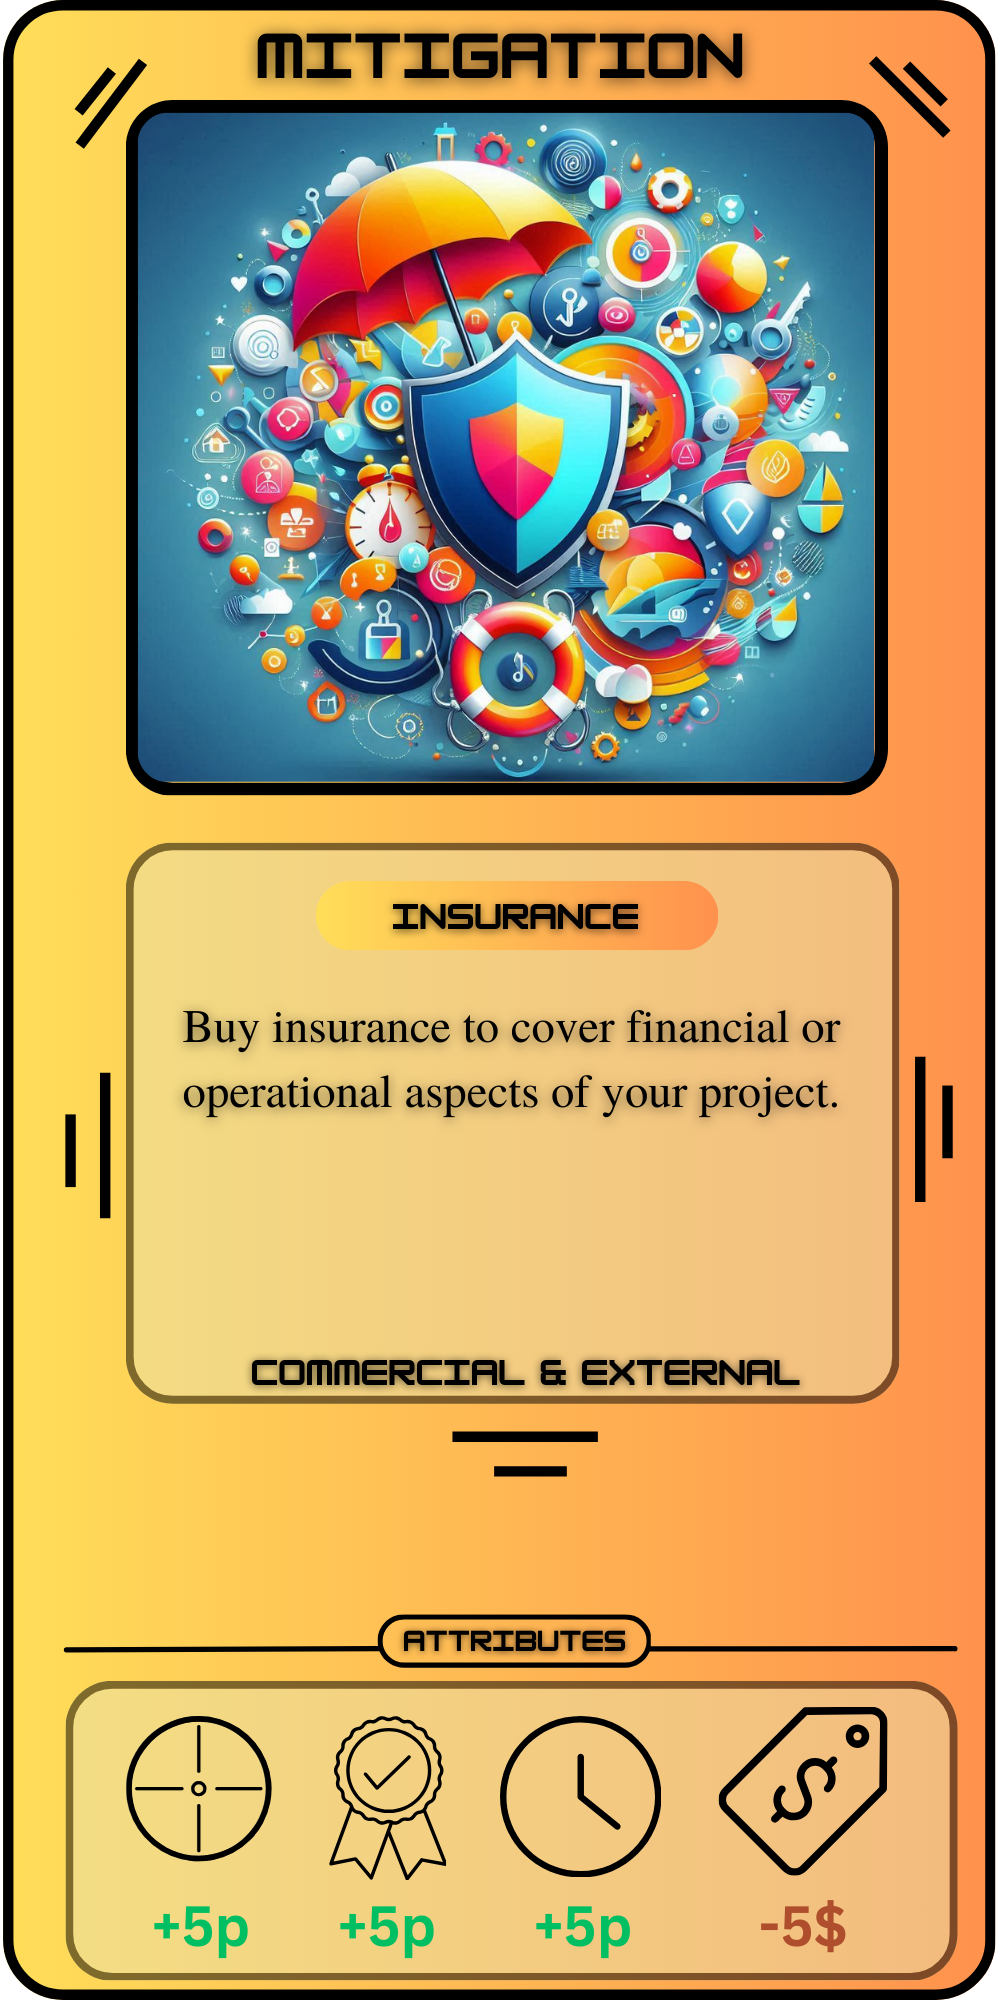 MITIGATION
INSURANCE
Buy insurance to cover financial or
operational aspects of your project.
COMMERCIAL & EXTERNAL
ATTRIBUTES
+5p +5p +5p -5$